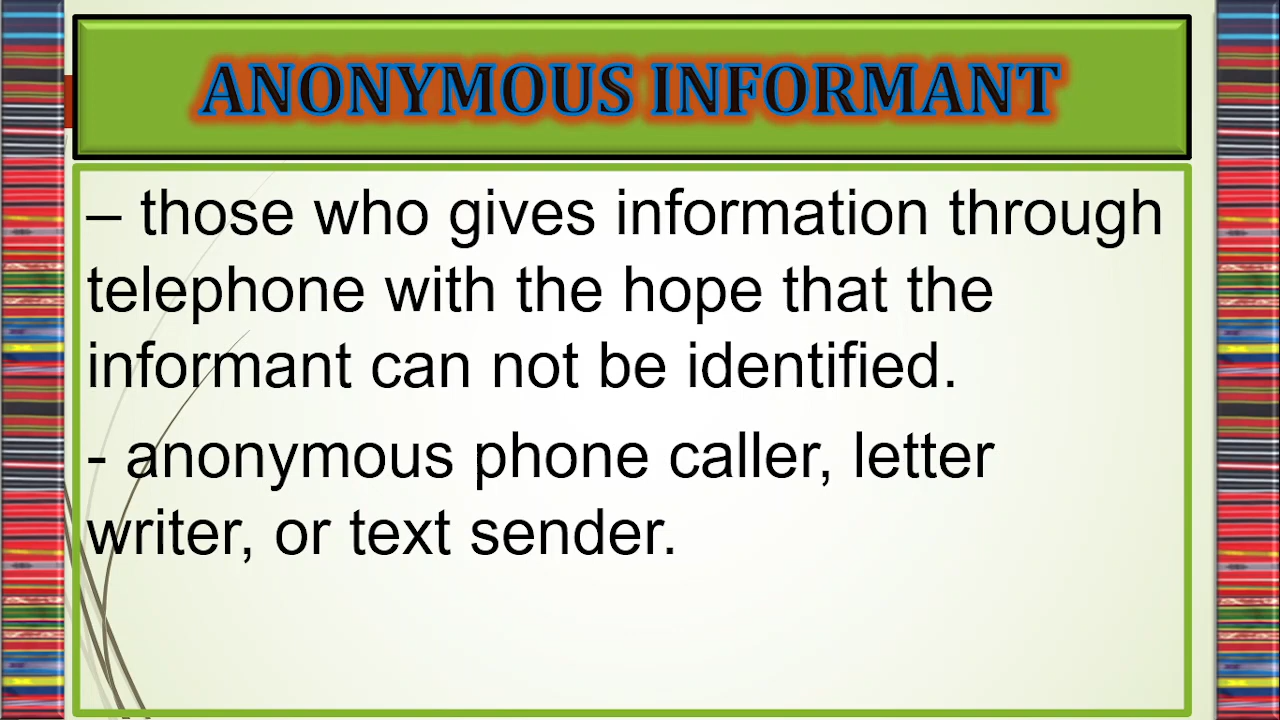 ANONYMOUS INFORMANT
– those who gives information through
telephone with the hope that the
informant can not be identified.
- anonymous phone caller, letter
writer, or text sender.